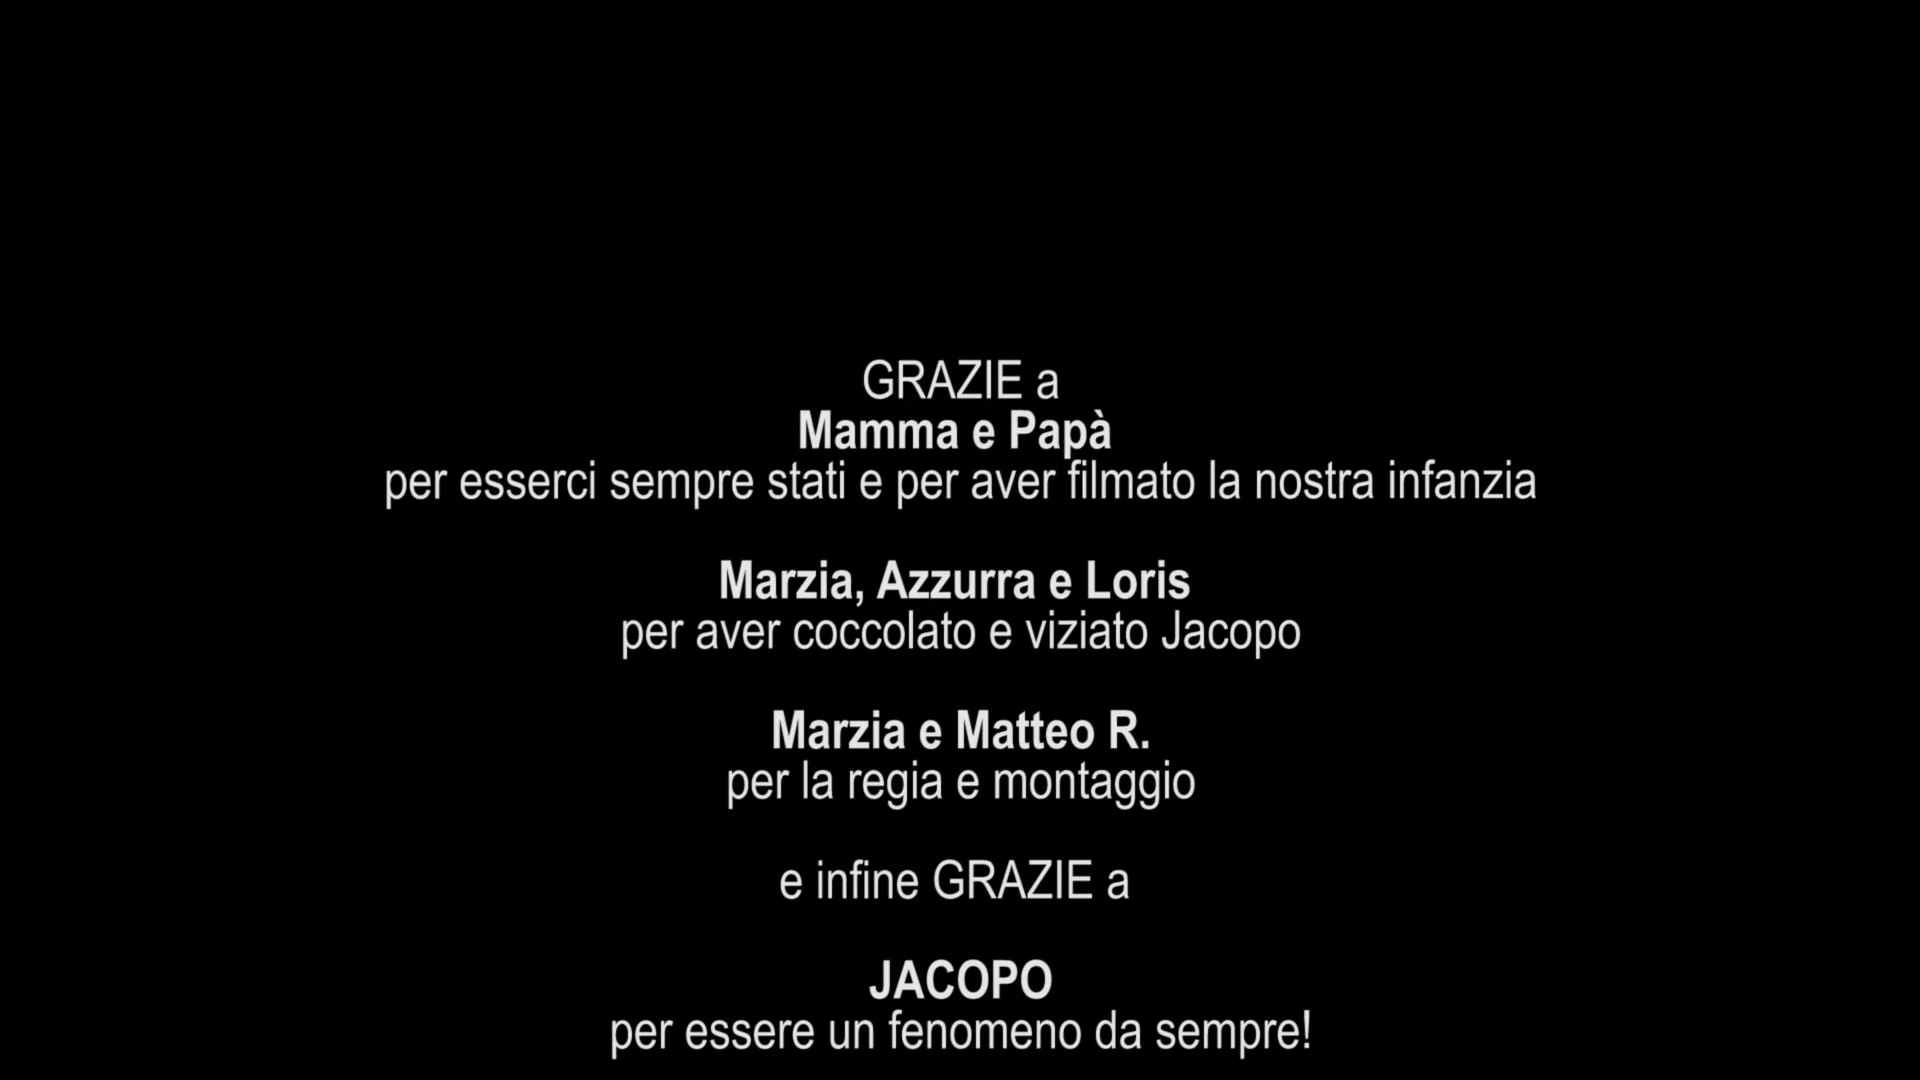 GRAZIE a
Mamma e Papà
per esserci sempre stati e per aver filmato la nostra infanzia
Marzia, Azzurra e Loris
per aver coccolato e viziato Jacopo
Marzia e Matteo R.
per la regia e montaggio
e infine GRAZIE a
JACOPO
per essere un fenomeno da sempre!